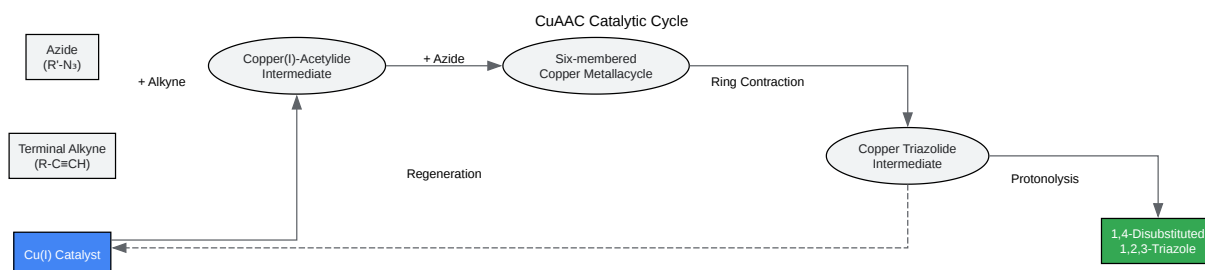 CuAAC Catalytic Cycle
Azide
(R'-N₃)
+ Alkyne
Copper(I)-Acetylide
Intermediate
+ Azide
Six-membered
Copper Metallacycle
Ring Contraction
Terminal Alkyne
(R-C≡CH)
Regeneration
Copper Triazolide
Intermediate
Protonolysis
Cu(I) Catalyst
1,4-Disubstituted
1,2,3-Triazole